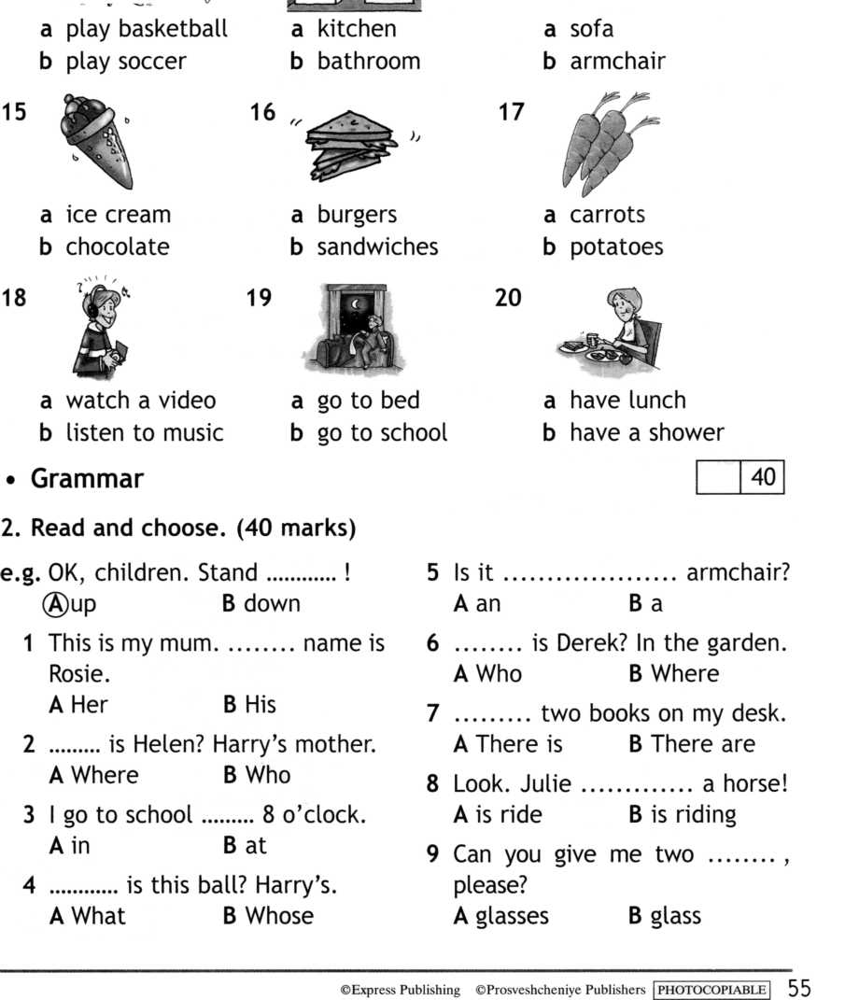 a play basketball
b play soccer
a kitchen
b bathroom
a sofa
b armchair
15
a ice cream
b chocolate
16
a burgers
b sandwiches
17
a carrots
b potatoes
18
a watch a video
b listen to music
19
a go to bed
b go to school
20
a have lunch
b have a shower
• Grammar
40
2. Read and choose. (40 marks)
e.g. OK, children. Stand ............ !
A up B down
1 This is my mum. ........ name is
Rosie.
A Her B His
2 ......... is Helen? Harry's mother.
A Where B Who
3 I go to school ......... 8 o'clock.
A in B at
4 ............ is this ball? Harry's.
A What B Whose
5 Is it ...................... armchair?
A an B a
6 ........ is Derek? In the garden.
A Who B Where
7 ......... two books on my desk.
A There is B There are
8 Look. Julie ............. a horse!
A is ride B is riding
9 Can you give me two ........ ,
please?
A glasses B glass
©Express Publishing ©Prosveshcheniye Publishers PHOTOCOPIABLE 55